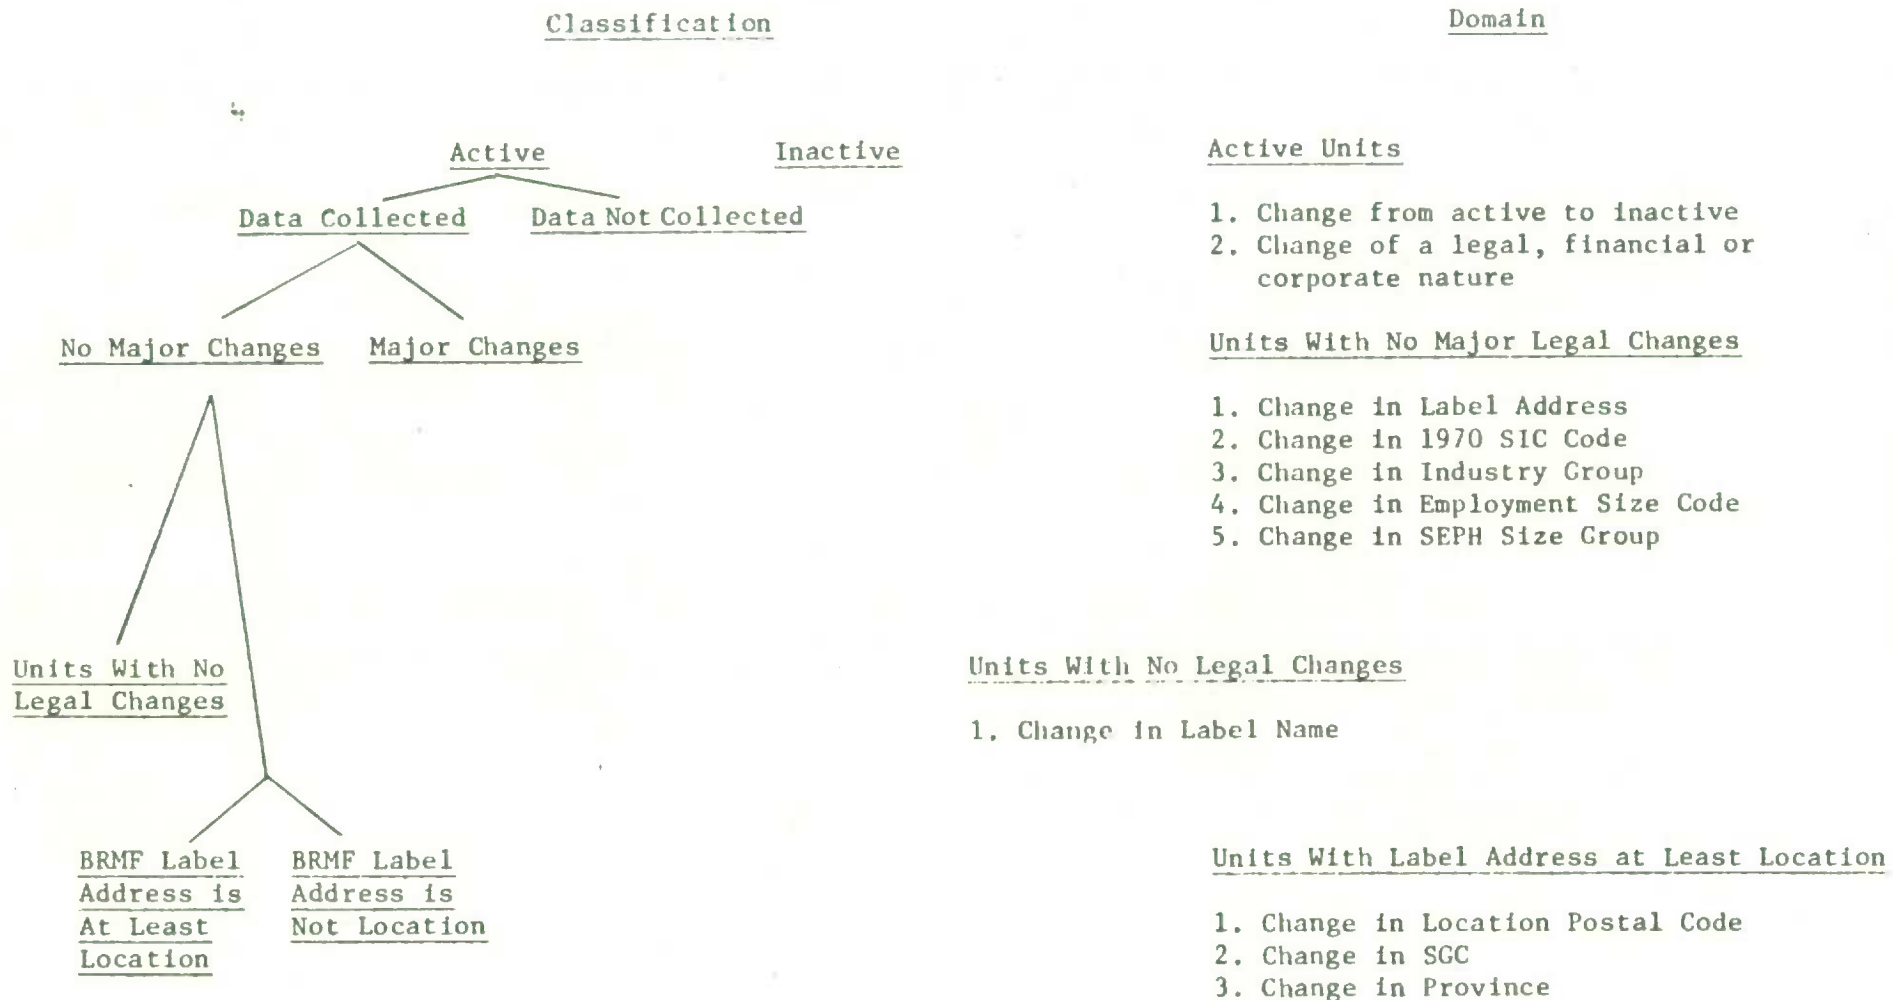 Classification
Domain
Active
Inactive
Data Collected
Data Not Collected
No Major Changes
Major Changes
Units With No
Legal Changes
BRMF Label
Address is
At Least
Location
BRMF Label
Address is
Not Location
Active Units
1. Change from active to inactive
2. Change of a legal, financial or
corporate nature
Units With No Major Legal Changes
1. Change in Label Address
2. Change in 1970 SIC Code
3. Change in Industry Group
4. Change in Employment Size Code
5. Change in SEPH Size Group
Units With No Legal Changes
1. Change in Label Name
Units With Label Address at Least Location
1. Change in Location Postal Code
2. Change in SGC
3. Change in Province